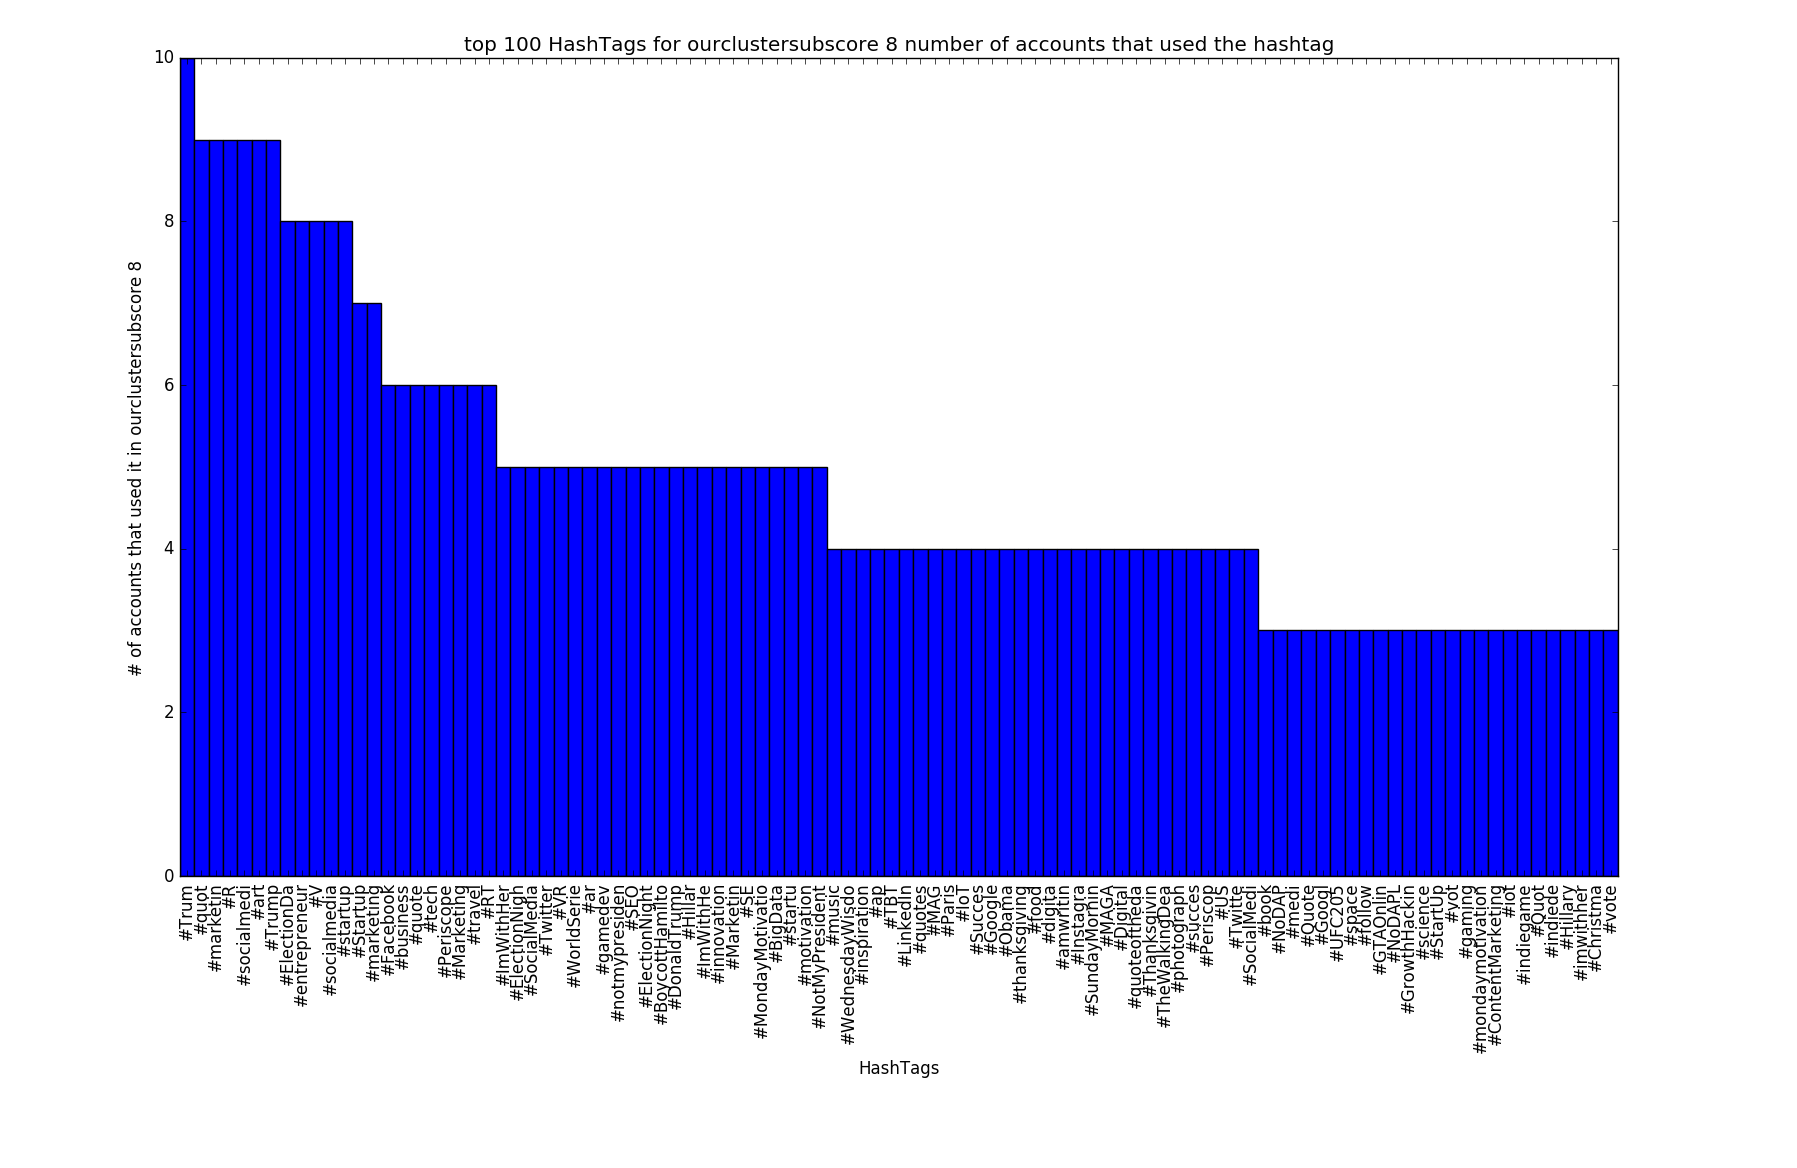 top 100 HashTags for ourclustersubscore 8 number of accounts that used the hashtag
# of accounts that used it in ourclustersubscore 8
10
8
6
4
2
0
#Trum
#quot
#marketin
#R
#socialmedi
#art
#Trump
#ElectionDa
#entrepreneur
#V
#socialmedia
#startup
#Startup
#marketing
#Facebook
#business
#quote
#tech
#Periscope
#Marketing
#travel
#RT
#ImWithHer
#ElectionNigh
#SocialMedia
#Twitter
#VR
#WorldSerie
#ar
#gamedev
#notmypresiden
#SEO
#ElectionNight
#BoycottHamilto
#DonaldTrump
#Hillar
#ImWithHe
#innovation
#Marketin
#SE
#MondayMotivatio
#BigData
#startu
#motivation
#NotMyPresident
#music
#WednesdayWisdo
#inspiration
#ap
#TBT
#LinkedIn
#quotes
#MAG
#Paris
#IoT
#Succes
#Google
#Obama
#thanksgiving
#food
#digita
#amwritin
#Instagra
#SundayMornin
#MAGA
#Digital
#quoteoftheda
#Thanksgivin
#TheWalkingDea
#photograph
#succes
#Periscop
#US
#Twitte
#SocialMedi
#book
#NoDAP
#medi
#Quote
#Googl
#UFC205
#space
#follow
#GTAOnlin
#NoDAPL
#GrowthHackin
#science
#StartUp
#vot
#gaming
#mondaymotivation
#ContentMarketing
#iot
#indiegame
#Quot
#indiede
#Hillary
#imwithher
#Christma
#vote
HashTags